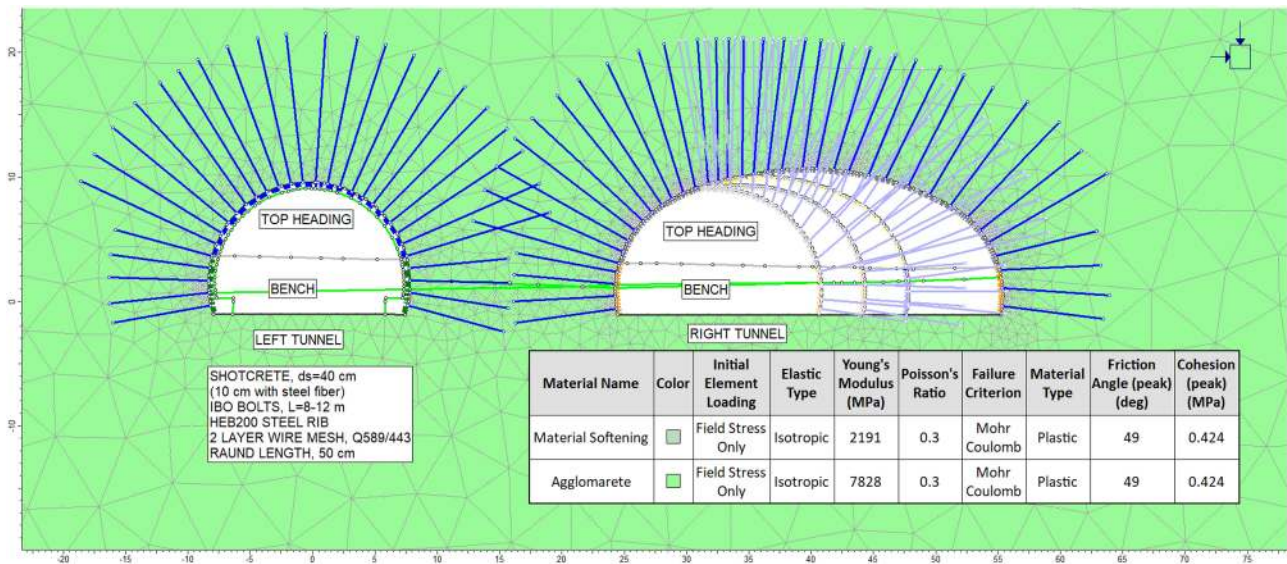 20
10
0
-10
TOP HEADING
BENCH
LEFT TUNNEL
TOP HEADING
BENCH
RIGHT TUNNEL
SHOTCRETE, ds=40 cm
(10 cm with steel fiber)
IBO BOLTS, L=8-12 m
HEB200 STEEL RIB
2 LAYER WIRE MESH, Q589/443
RAUND LENGTH, 50 cm
Material Name Color Initial Element Loading Elastic Type Young's Modulus (MPa) Poisson's Ratio Failure Criterion Material Type Friction Angle (peak) (deg) Cohesion (peak) (MPa)
Material Softening Field Stress Only Isotropic 2191 0.3 Mohr Coulomb Plastic 49 0.424
Agglomarete Field Stress Only Isotropic 7828 0.3 Mohr Coulomb Plastic 49 0.424
-20 -15 -10 -5 0 5 10 15 20 25 30 35 40 45 50 55 60 65 70 75